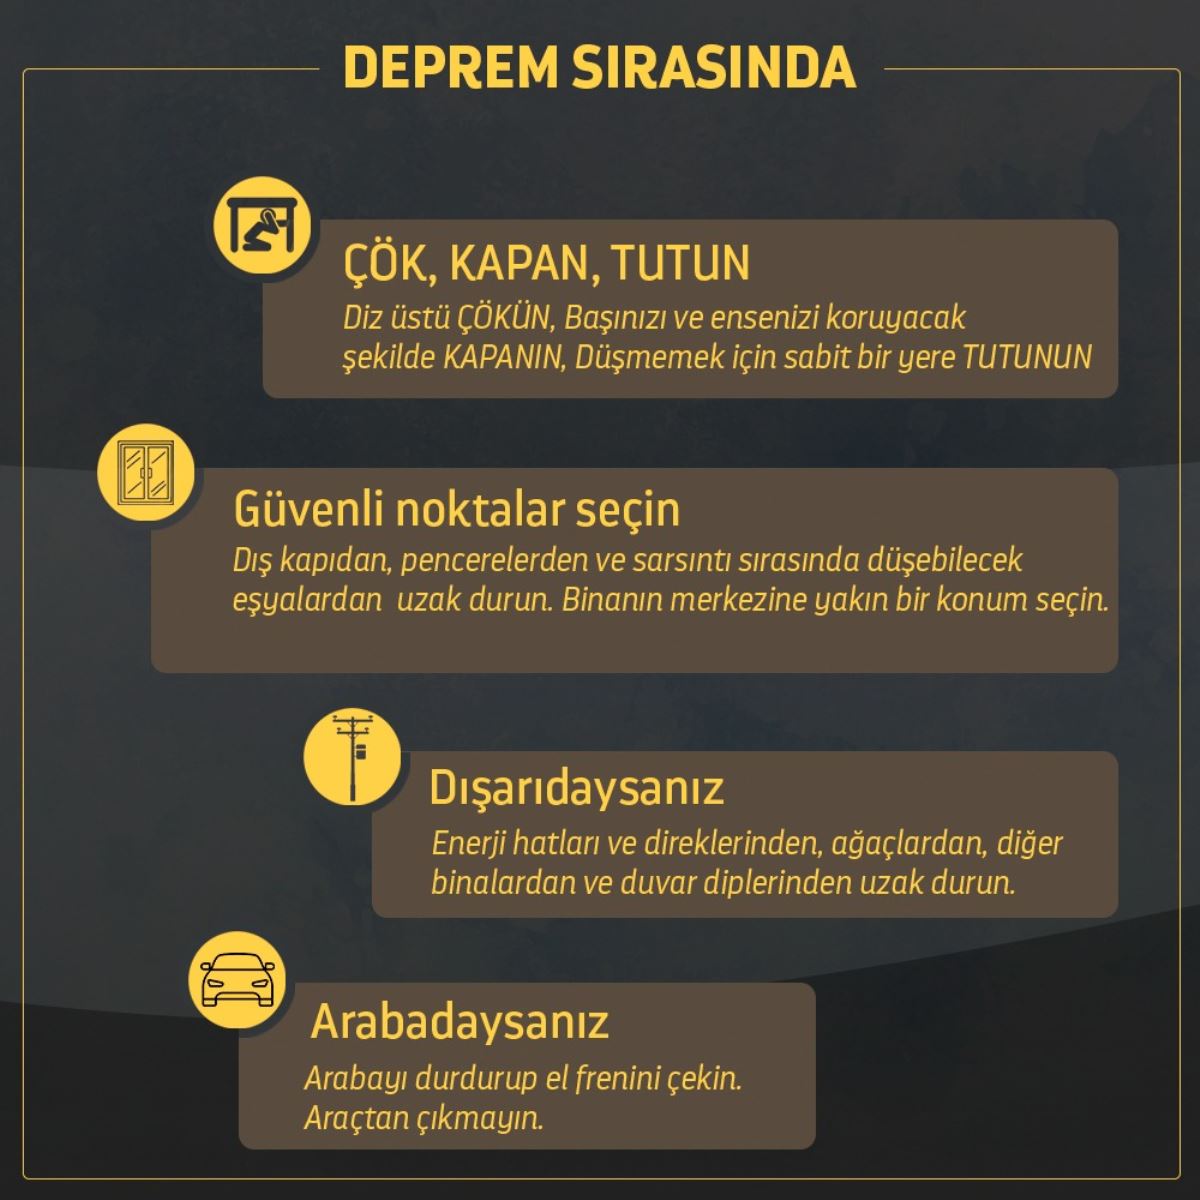 DEPREM SIRASINDA
ÇÖK, KAPAN, TUTUN
Diz üstü ÇÖKÜN, Başınızı ve ensenizi koruyacak
şekilde KAPANIN, Düşmemek için sabit bir yere TUTUNUN
Güvenli noktalar seçin
Dış kapıdan, pencerelerden ve sarsıntı sırasında düşebilecek
eşyalardan  uzak durun. Binanın merkezine yakın bir konum seçin.
Dışarıdaysanız
Enerji hatları ve direklerinden, ağaçlardan, diğer
binalardan ve duvar diplerinden uzak durun.
Arabadaysanız
Arabayı durdurup el frenini çekin.
Araçtan çıkmayın.